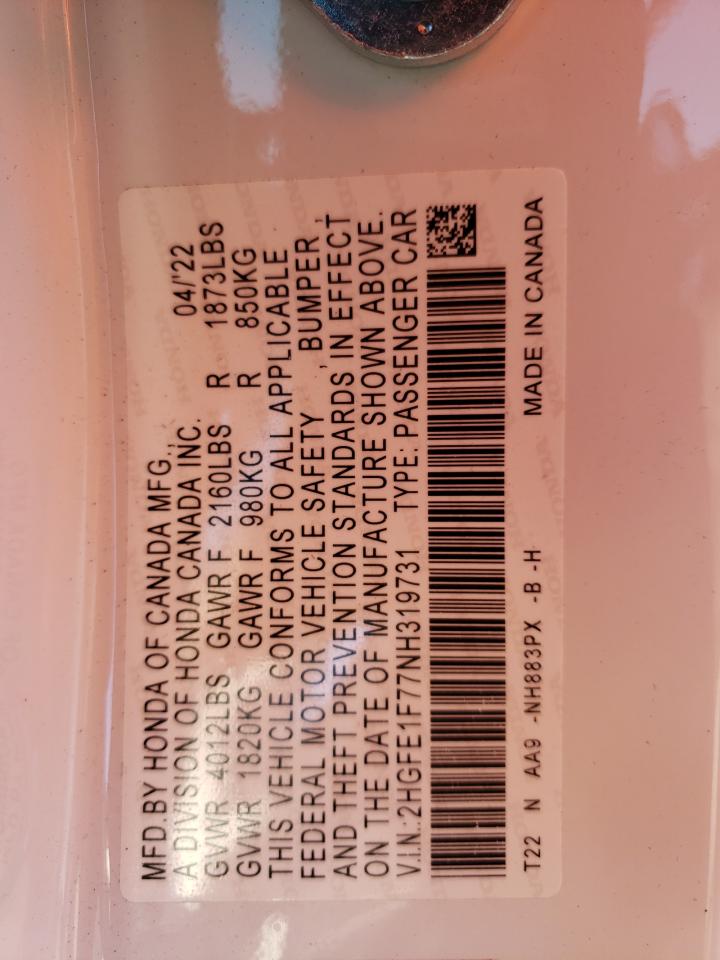 MFD.BY HONDA OF CANADA MFG., 04/'22
A DIVISION OF HONDA CANADA INC.
GVWR 4012LBS GAWR F 2160LBS R 1873LBS
GVWR 1820KG GAWR F 980KG R 850KG
THIS VEHICLE CONFORMS TO ALL APPLICABLE
FEDERAL MOTOR VEHICLE SAFETY , BUMPER ,
AND THEFT PREVENTION STANDARDS IN EFFECT
ON THE DATE OF MANUFACTURE SHOWN ABOVE.
V.I.N.:2HGFE1F77NH319731 TYPE: PASSENGER CAR
T22 N AA9 -NH883PX -B -H MADE IN CANADA